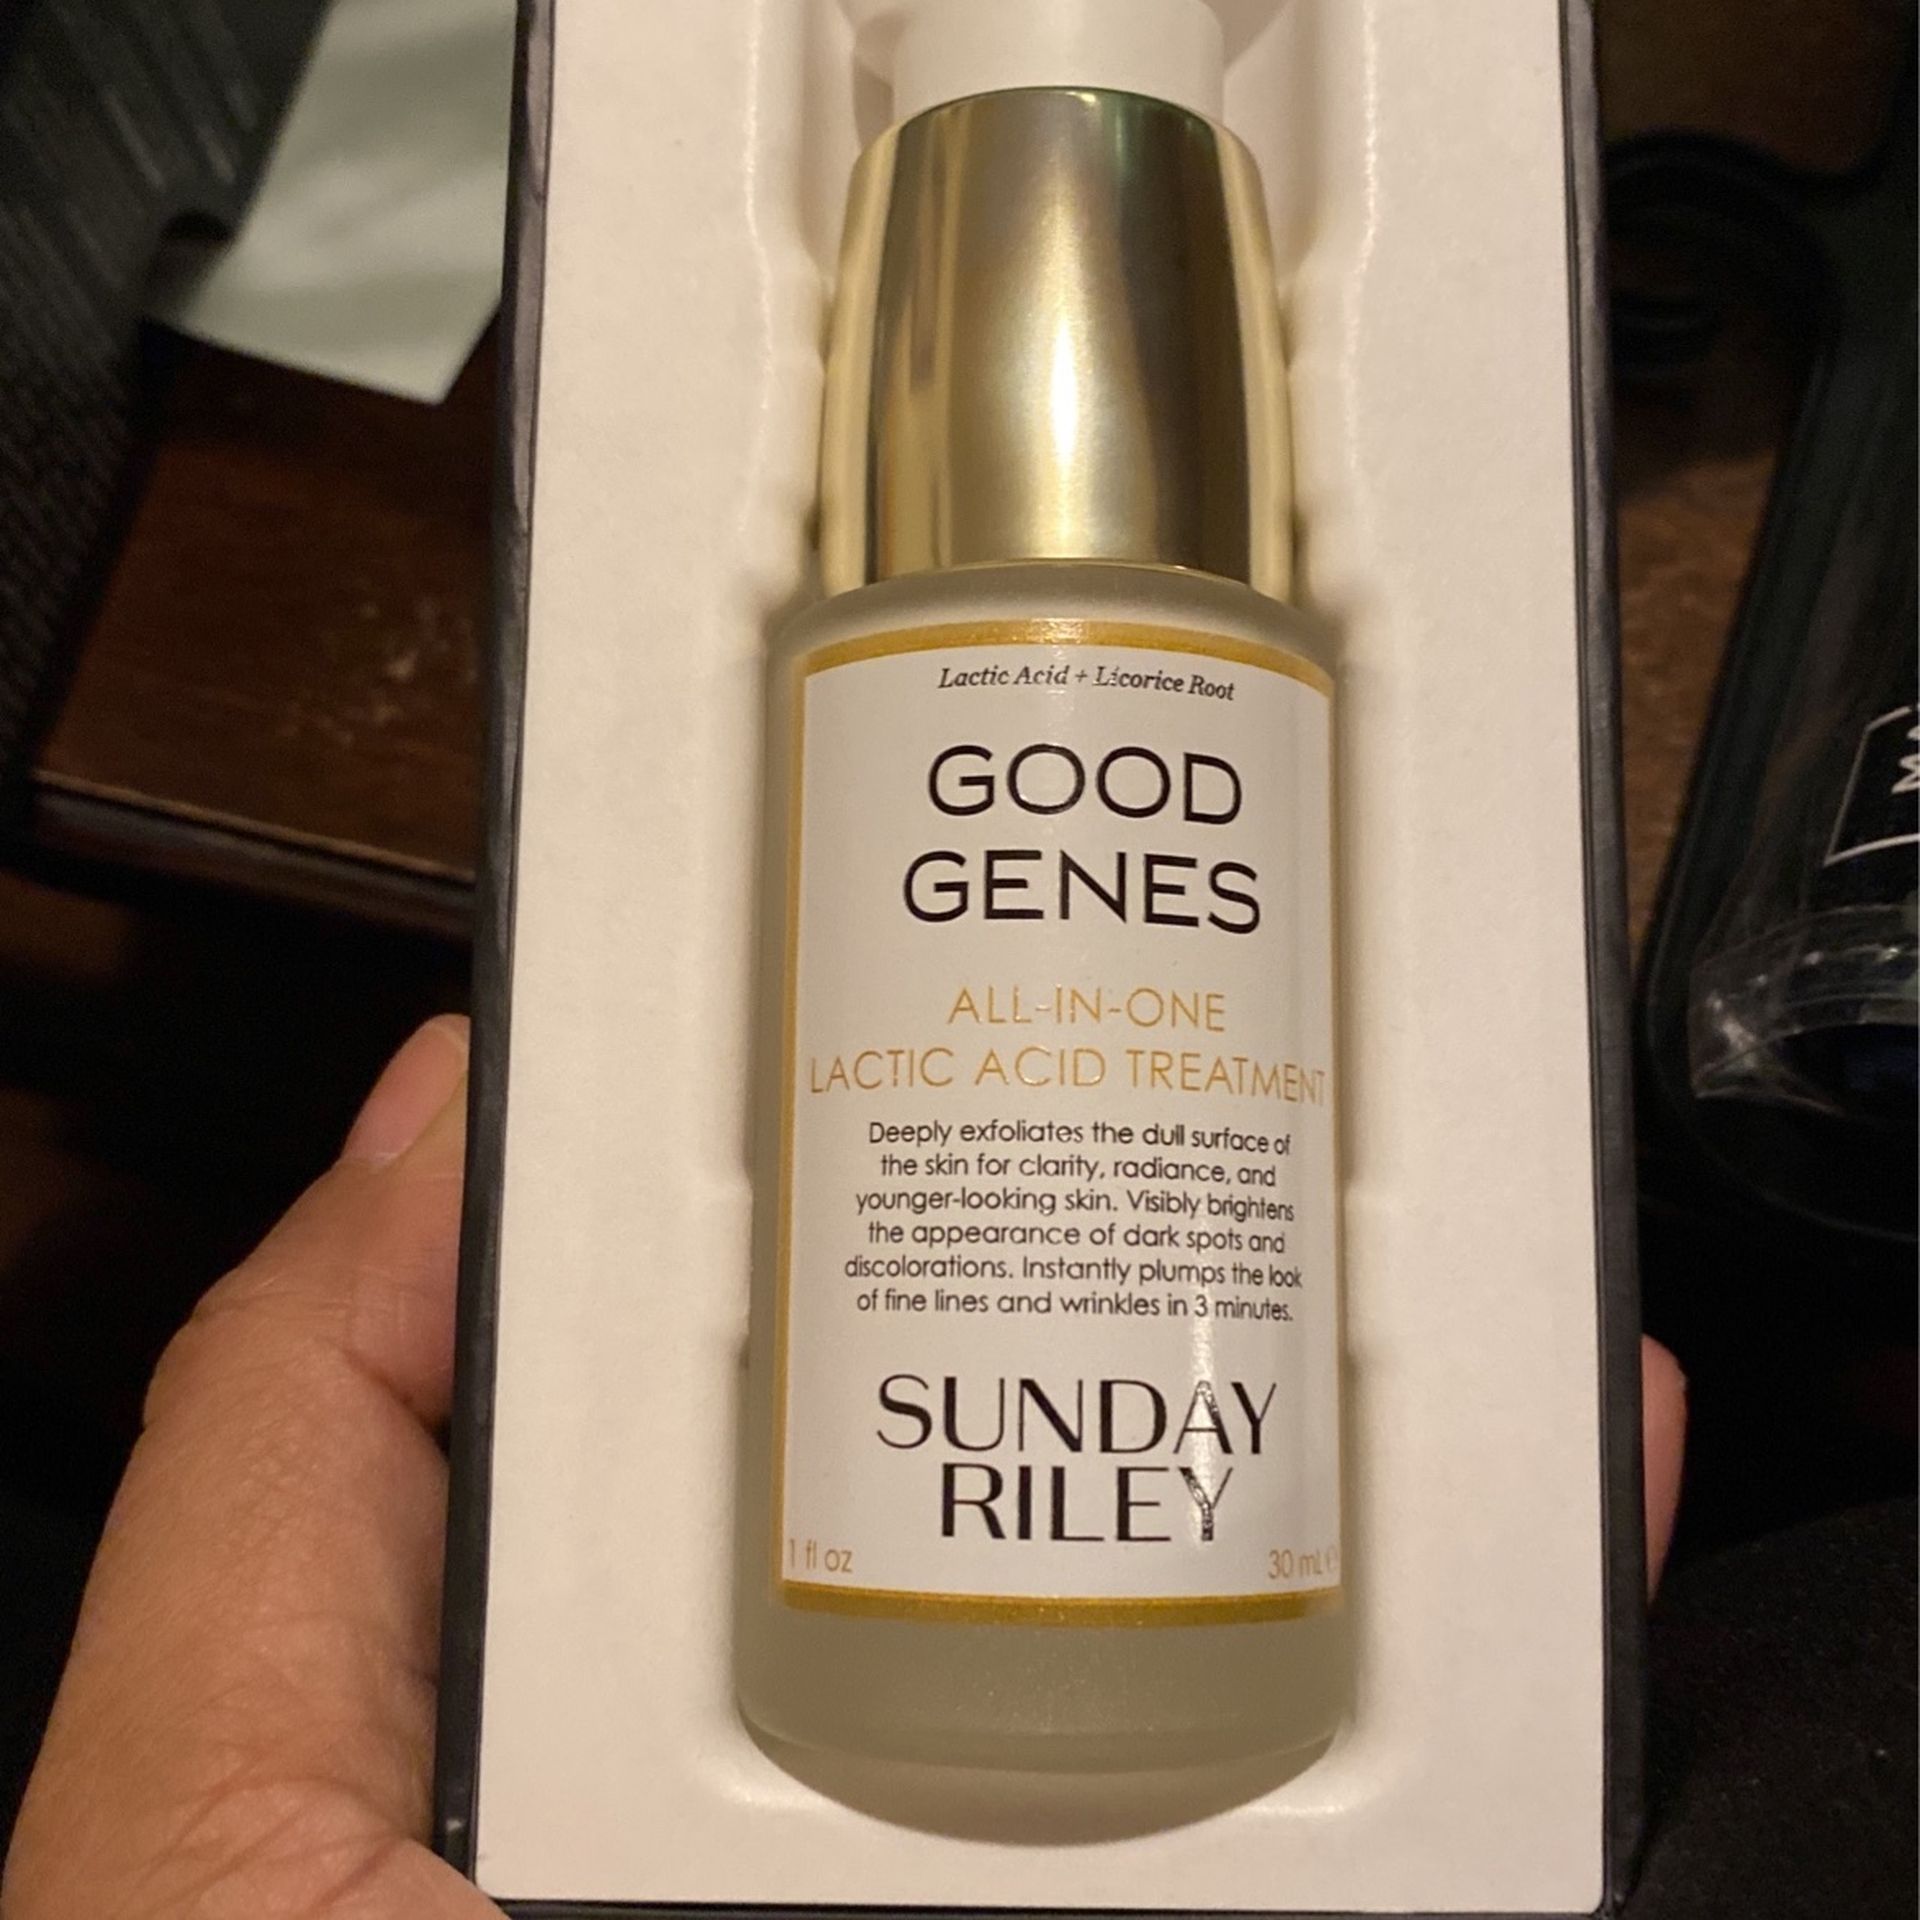 Lactic Acid + Licorice Root
GOOD
GENES
ALL-IN-ONE
LACTIC ACID TREATMENT
Deeply exfoliates the dull surface of
the skin for clarity, radiance, and
younger-looking skin. Visibly brightens
the appearance of dark spots and
discolorations. Instantly plumps the look
of fine lines and wrinkles in 3 minutes.
SUNDAY
RILEY
1 fl oz 30 mL ℮